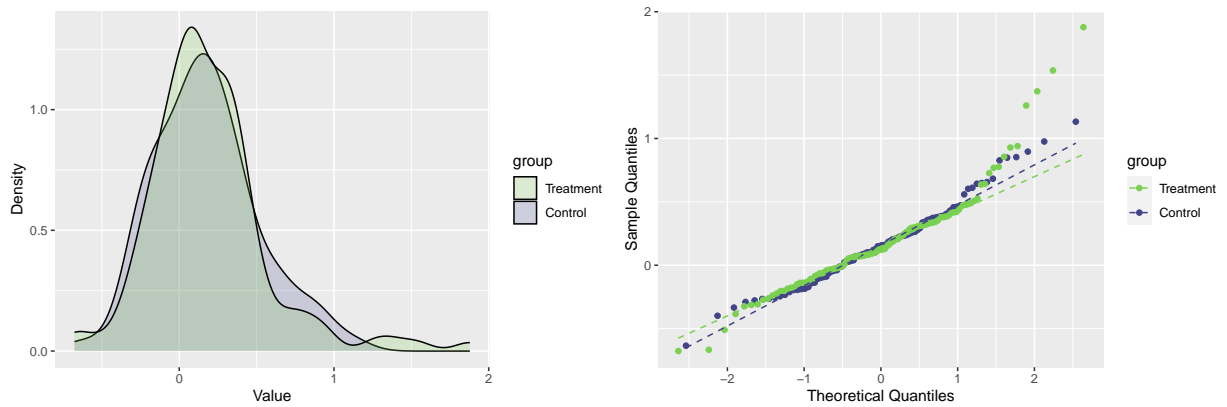 1.0
0.5
0.0
Density
0
1
2
Value
group
Treatment
Control
2
1
0
Sample Quantiles
−2
−1
0
1
2
Theoretical Quantiles
group
Treatment
Control